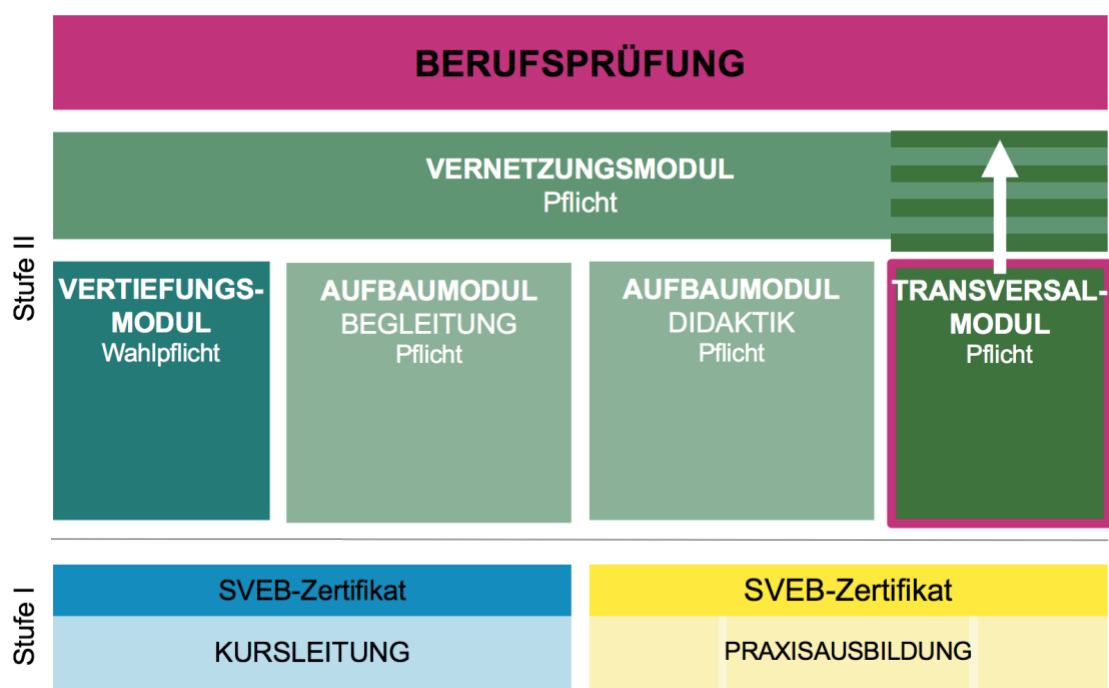 BERUFSPRÜFUNG
VERNETZUNGSMODUL
Pflicht
Stufe II
VERTIEFUNGS-
MODUL
Wahlpflicht
AUFBAUMODUL
BEGLEITUNG
Pflicht
AUFBAUMODUL
DIDAKTIK
Pflicht
TRANSVERSAL-
MODUL
Pflicht
Stufe I
SVEB-Zertifikat
KURSLEITUNG
SVEB-Zertifikat
PRAXISAUSBILDUNG